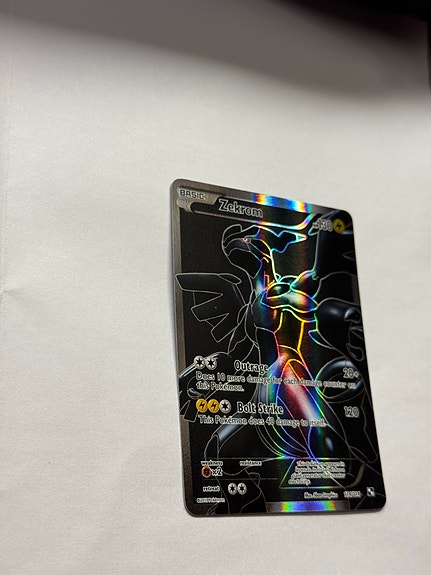 BASIC Zekrom 130
Outrage 20+
Does 10 more damage for each damage counter on
this Pokémon.
Bolt Strike 120
This Pokémon does 40 damage to itself.
weakness resistance
×2
retreat